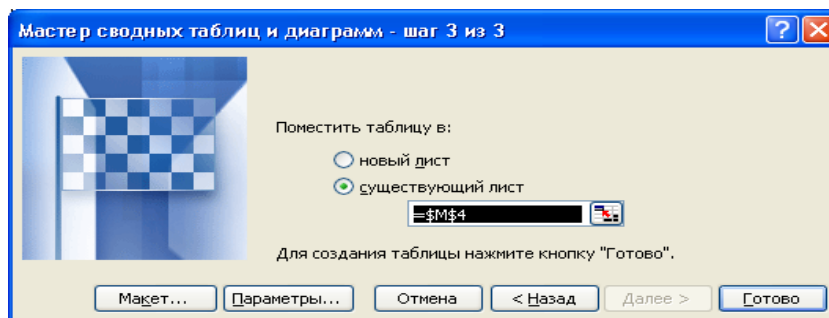 Мастер сводных таблиц и диаграмм - шаг 3 из 3
Поместить таблицу в:
новый лист
существующий лист
=$M$4
Для создания таблицы нажмите кнопку "Готово".
Макет... Параметры... Отмена < Назад Далее > Готово